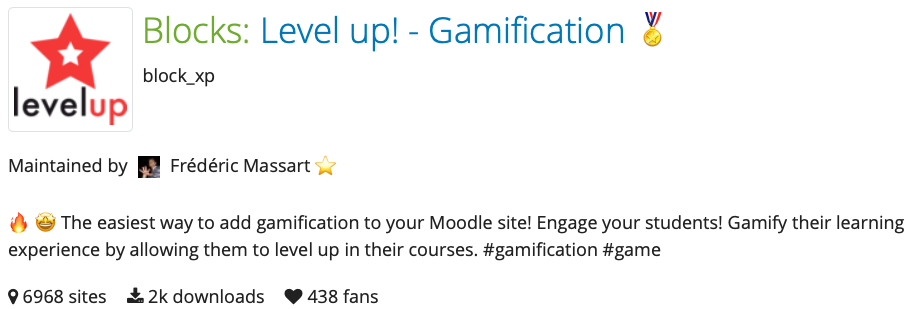 levelup
Blocks: Level up! - Gamification 🏅
block_xp
Maintained by Frédéric Massart ⭐
🔥 🤩 The easiest way to add gamification to your Moodle site! Engage your students! Gamify their learning
experience by allowing them to level up in their courses. #gamification #game
6968 sites 2k downloads 438 fans